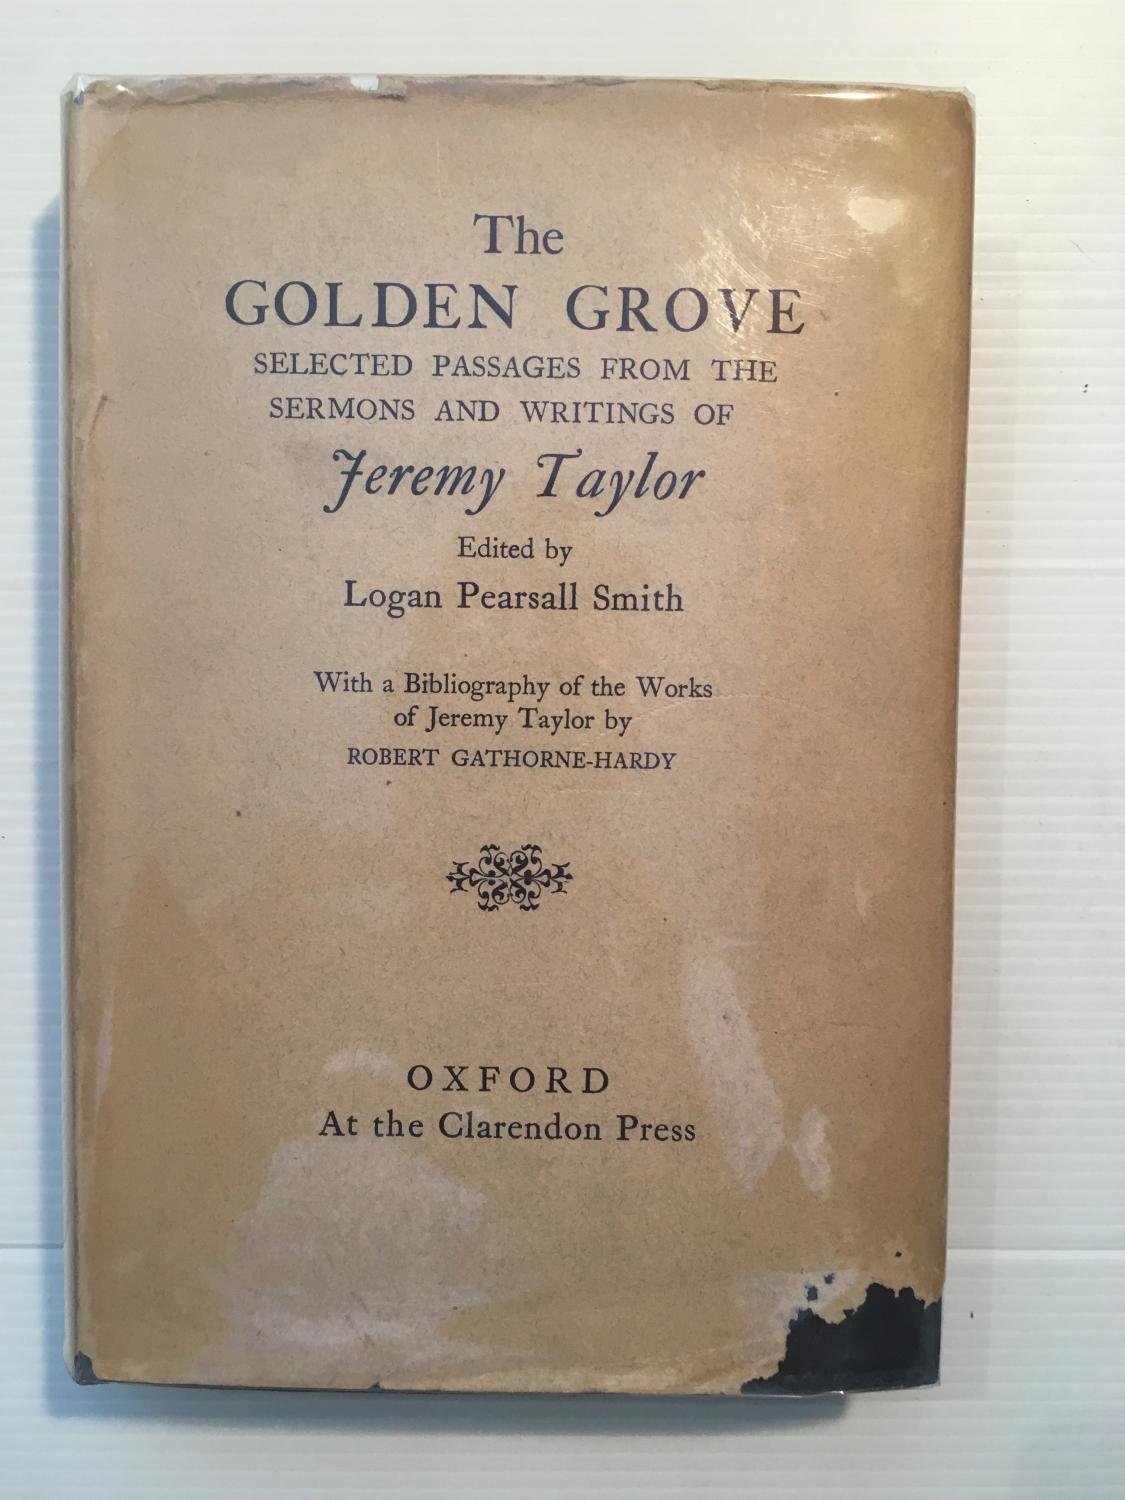 The
GOLDEN GROVE
SELECTED PASSAGES FROM THE
SERMONS AND WRITINGS OF
Jeremy Taylor
Edited by
Logan Pearsall Smith
With a Bibliography of the Works
of Jeremy Taylor by
ROBERT GATHORNE-HARDY
OXFORD
At the Clarendon Press